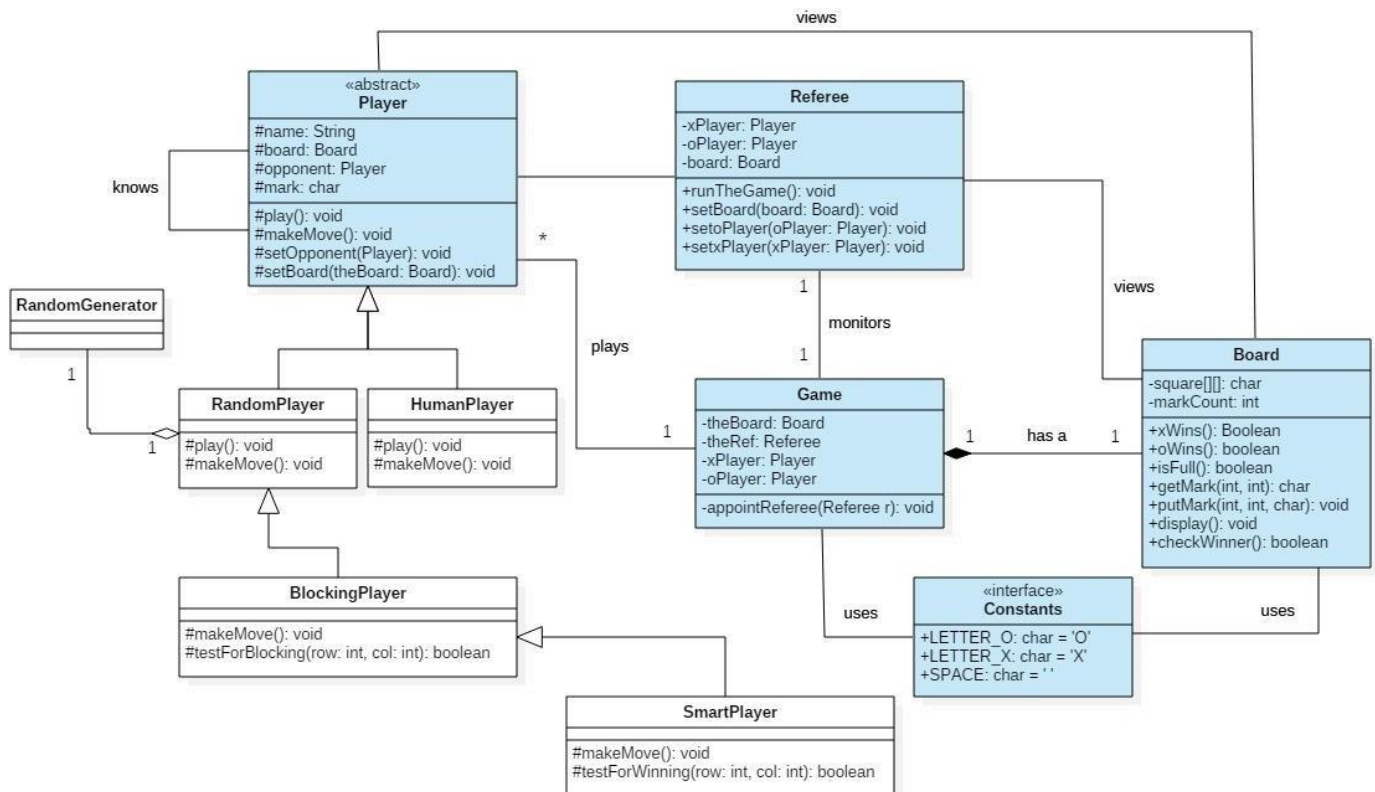 views
«abstract»
Player
#name: String
#board: Board
#opponent: Player
#mark: char
#play(): void
#makeMove(): void
#setOpponent(Player): void
#setBoard(theBoard: Board): void
knows
Referee
-xPlayer: Player
-oPlayer: Player
-board: Board
+runTheGame(): void
+setBoard(board: Board): void
+setoPlayer(oPlayer: Player): void
+setxPlayer(xPlayer: Player): void
*
1
monitors
1
views
plays
1
RandomGenerator
1
1
RandomPlayer
#play(): void
#makeMove(): void
HumanPlayer
#play(): void
#makeMove(): void
Game
-theBoard: Board
-theRef: Referee
-xPlayer: Player
-oPlayer: Player
-appointReferee(Referee r): void
1
has a
1
Board
-square[][]: char
-markCount: int
+xWins(): Boolean
+oWins(): boolean
+isFull(): boolean
+getMark(int, int): char
+putMark(int, int, char): void
+display(): void
+checkWinner(): boolean
BlockingPlayer
#makeMove(): void
#testForBlocking(row: int, col: int): boolean
uses
«interface»
Constants
+LETTER_O: char = 'O'
+LETTER_X: char = 'X'
+SPACE: char = ' '
uses
SmartPlayer
#makeMove(): void
#testForWinning(row: int, col: int): boolean